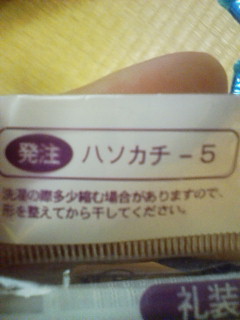 発注 ハソカチ-5
洗濯の際多少縮む場合がありますので、
形を整えてから干してください。
礼装